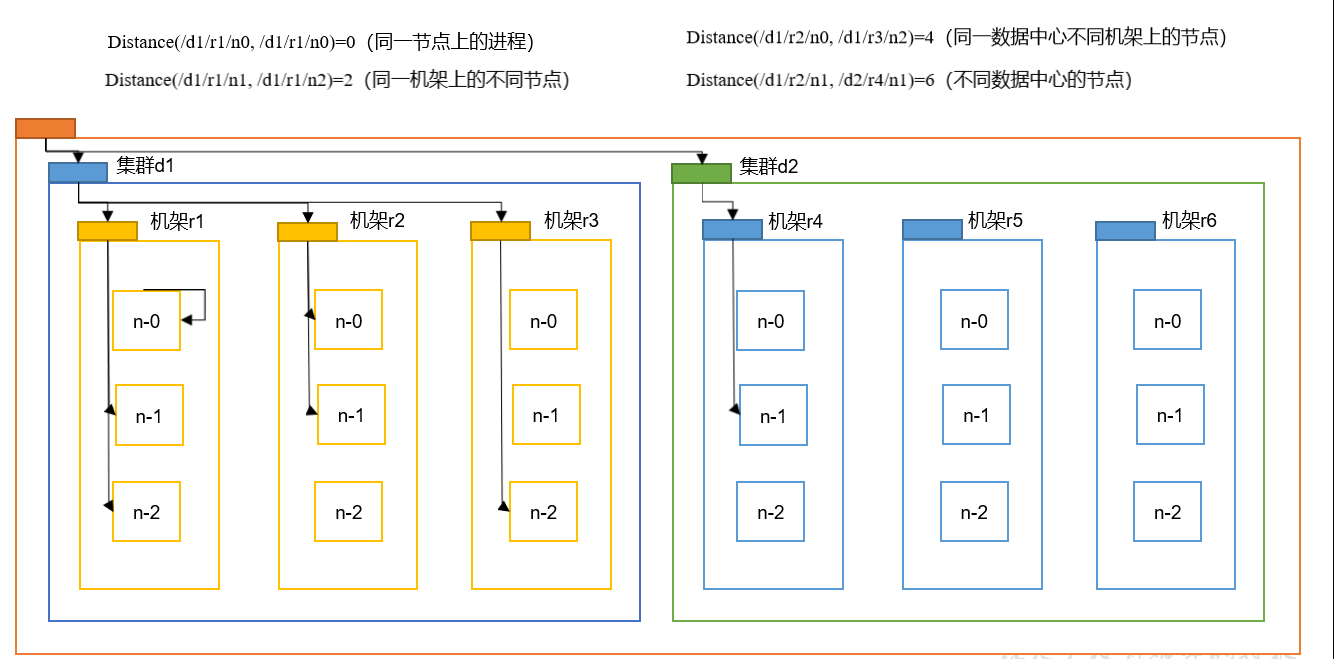 Distance(/d1/r1/n0, /d1/r1/n0)=0（同一节点上的进程）
Distance(/d1/r1/n1, /d1/r1/n2)=2（同一机架上的不同节点）
Distance(/d1/r2/n0, /d1/r3/n2)=4（同一数据中心不同机架上的节点）
Distance(/d1/r2/n1, /d2/r4/n1)=6（不同数据中心的节点）
集群d1
机架r1
机架r2
机架r3
n-0
n-0
n-0
n-1
n-1
n-1
n-2
n-2
n-2
集群d2
机架r4
机架r5
机架r6
n-0
n-0
n-0
n-1
n-1
n-1
n-2
n-2
n-2